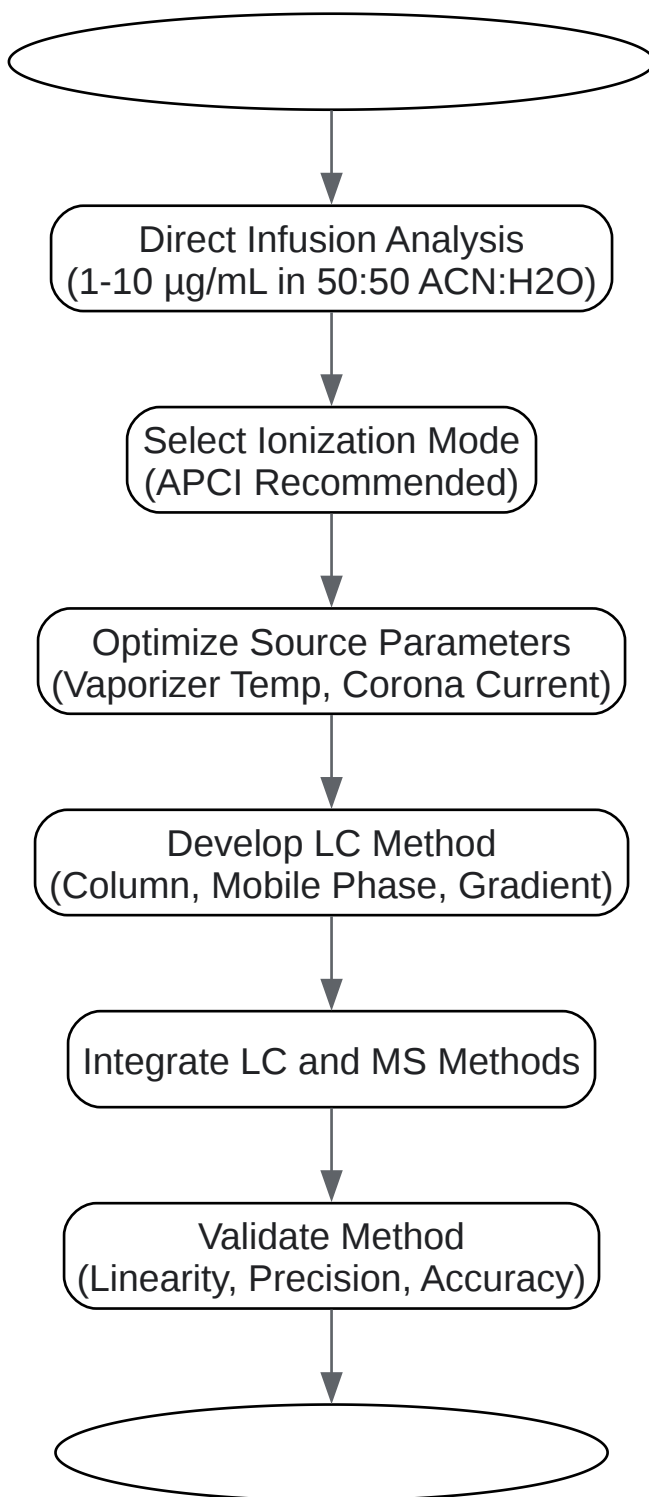 Direct Infusion Analysis
(1-10 µg/mL in 50:50 ACN:H2O)
Select Ionization Mode
(APCI Recommended)
Optimize Source Parameters
(Vaporizer Temp, Corona Current)
Develop LC Method
(Column, Mobile Phase, Gradient)
Integrate LC and MS Methods
Validate Method
(Linearity, Precision, Accuracy)